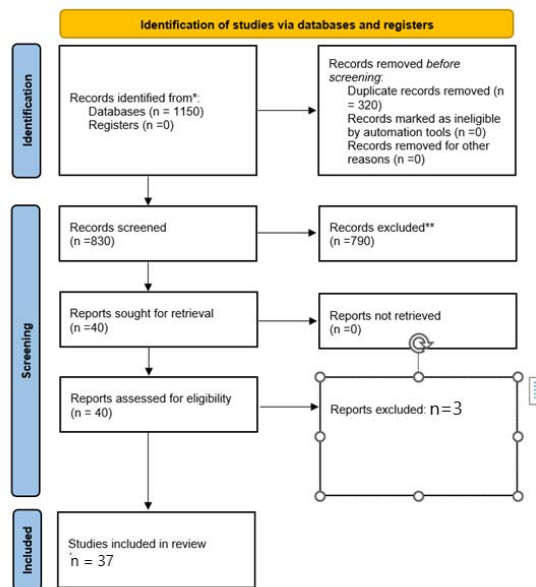 Identification of studies via databases and registers
Identification
Records identified from*:
Databases (n = 1150)
Registers (n =0)
Records removed before
screening:
Duplicate records removed (n
= 320)
Records marked as ineligible
by automation tools (n =0)
Records removed for other
reasons (n =0)
Screening
Records screened
(n =830)
Records excluded**
(n =790)
Reports sought for retrieval
(n =40)
Reports not retrieved
(n =0)
Reports assessed for eligibility
(n = 40)
Reports excluded: n=3
Included
Studies included in review
n = 37